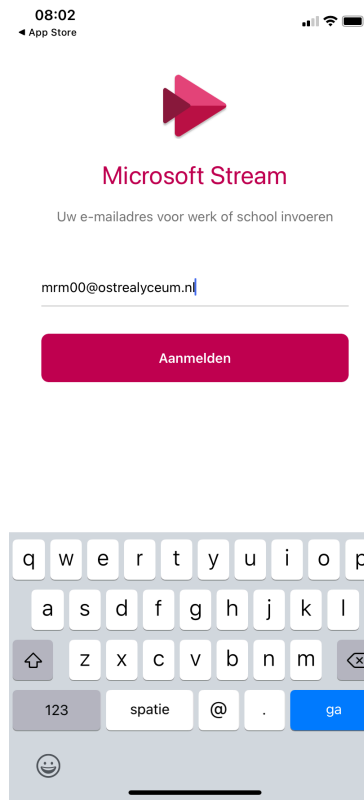 08:02
◀ App Store
Microsoft Stream
Uw e-mailadres voor werk of school invoeren
mrm00@ostrealyceum.nl
Aanmelden
q w e r t y u i o p
a s d f g h j k l
z x c v b n m
123 spatie @ . ga